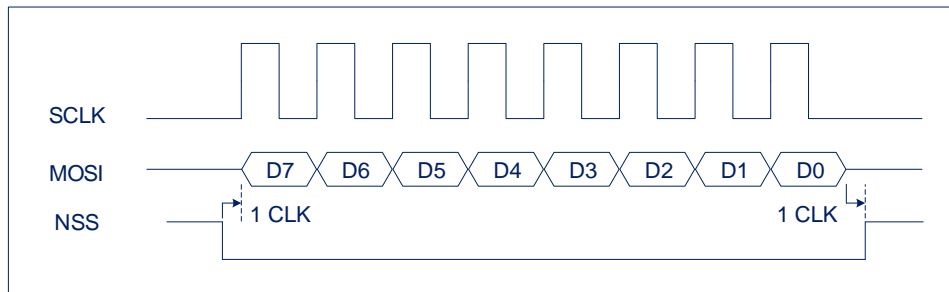 SCLK
MOSI D7 D6 D5 D4 D3 D2 D1 D0
1 CLK 1 CLK
NSS